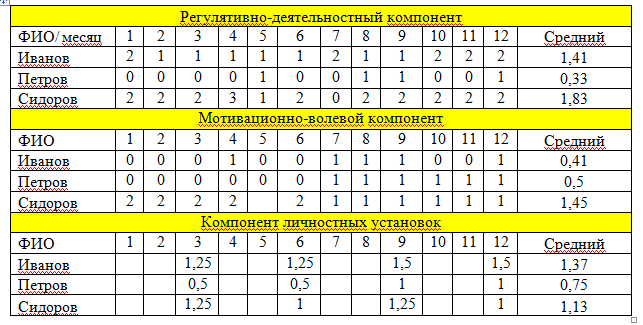 Регулятивно-деятельностный компонент
ФИО/ месяц 1 2 3 4 5 6 7 8 9 10 11 12 Средний
Иванов 2 1 1 1 1 1 2 1 1 2 2 2 1,41
Петров 0 0 0 0 1 0 0 1 1 0 0 1 0,33
Сидоров 2 2 2 3 1 2 0 2 2 2 2 2 1,83
Мотивационно-волевой компонент
ФИО 1 2 3 4 5 6 7 8 9 10 11 12 Средний
Иванов 0 0 0 1 0 0 1 1 1 0 0 1 0,41
Петров 0 0 0 0 0 0 1 1 1 1 1 1 0,5
Сидоров 2 2 2 2 2 1 1 1 1 1 1 1,45
Компонент личностных установок
ФИО 1 2 3 4 5 6 7 8 9 10 11 12 Средний
Иванов 1,25 1,25 1,5 1,5 1,37
Петров 0,5 0,5 1 1 0,75
Сидоров 1,25 1 1,25 1 1,13